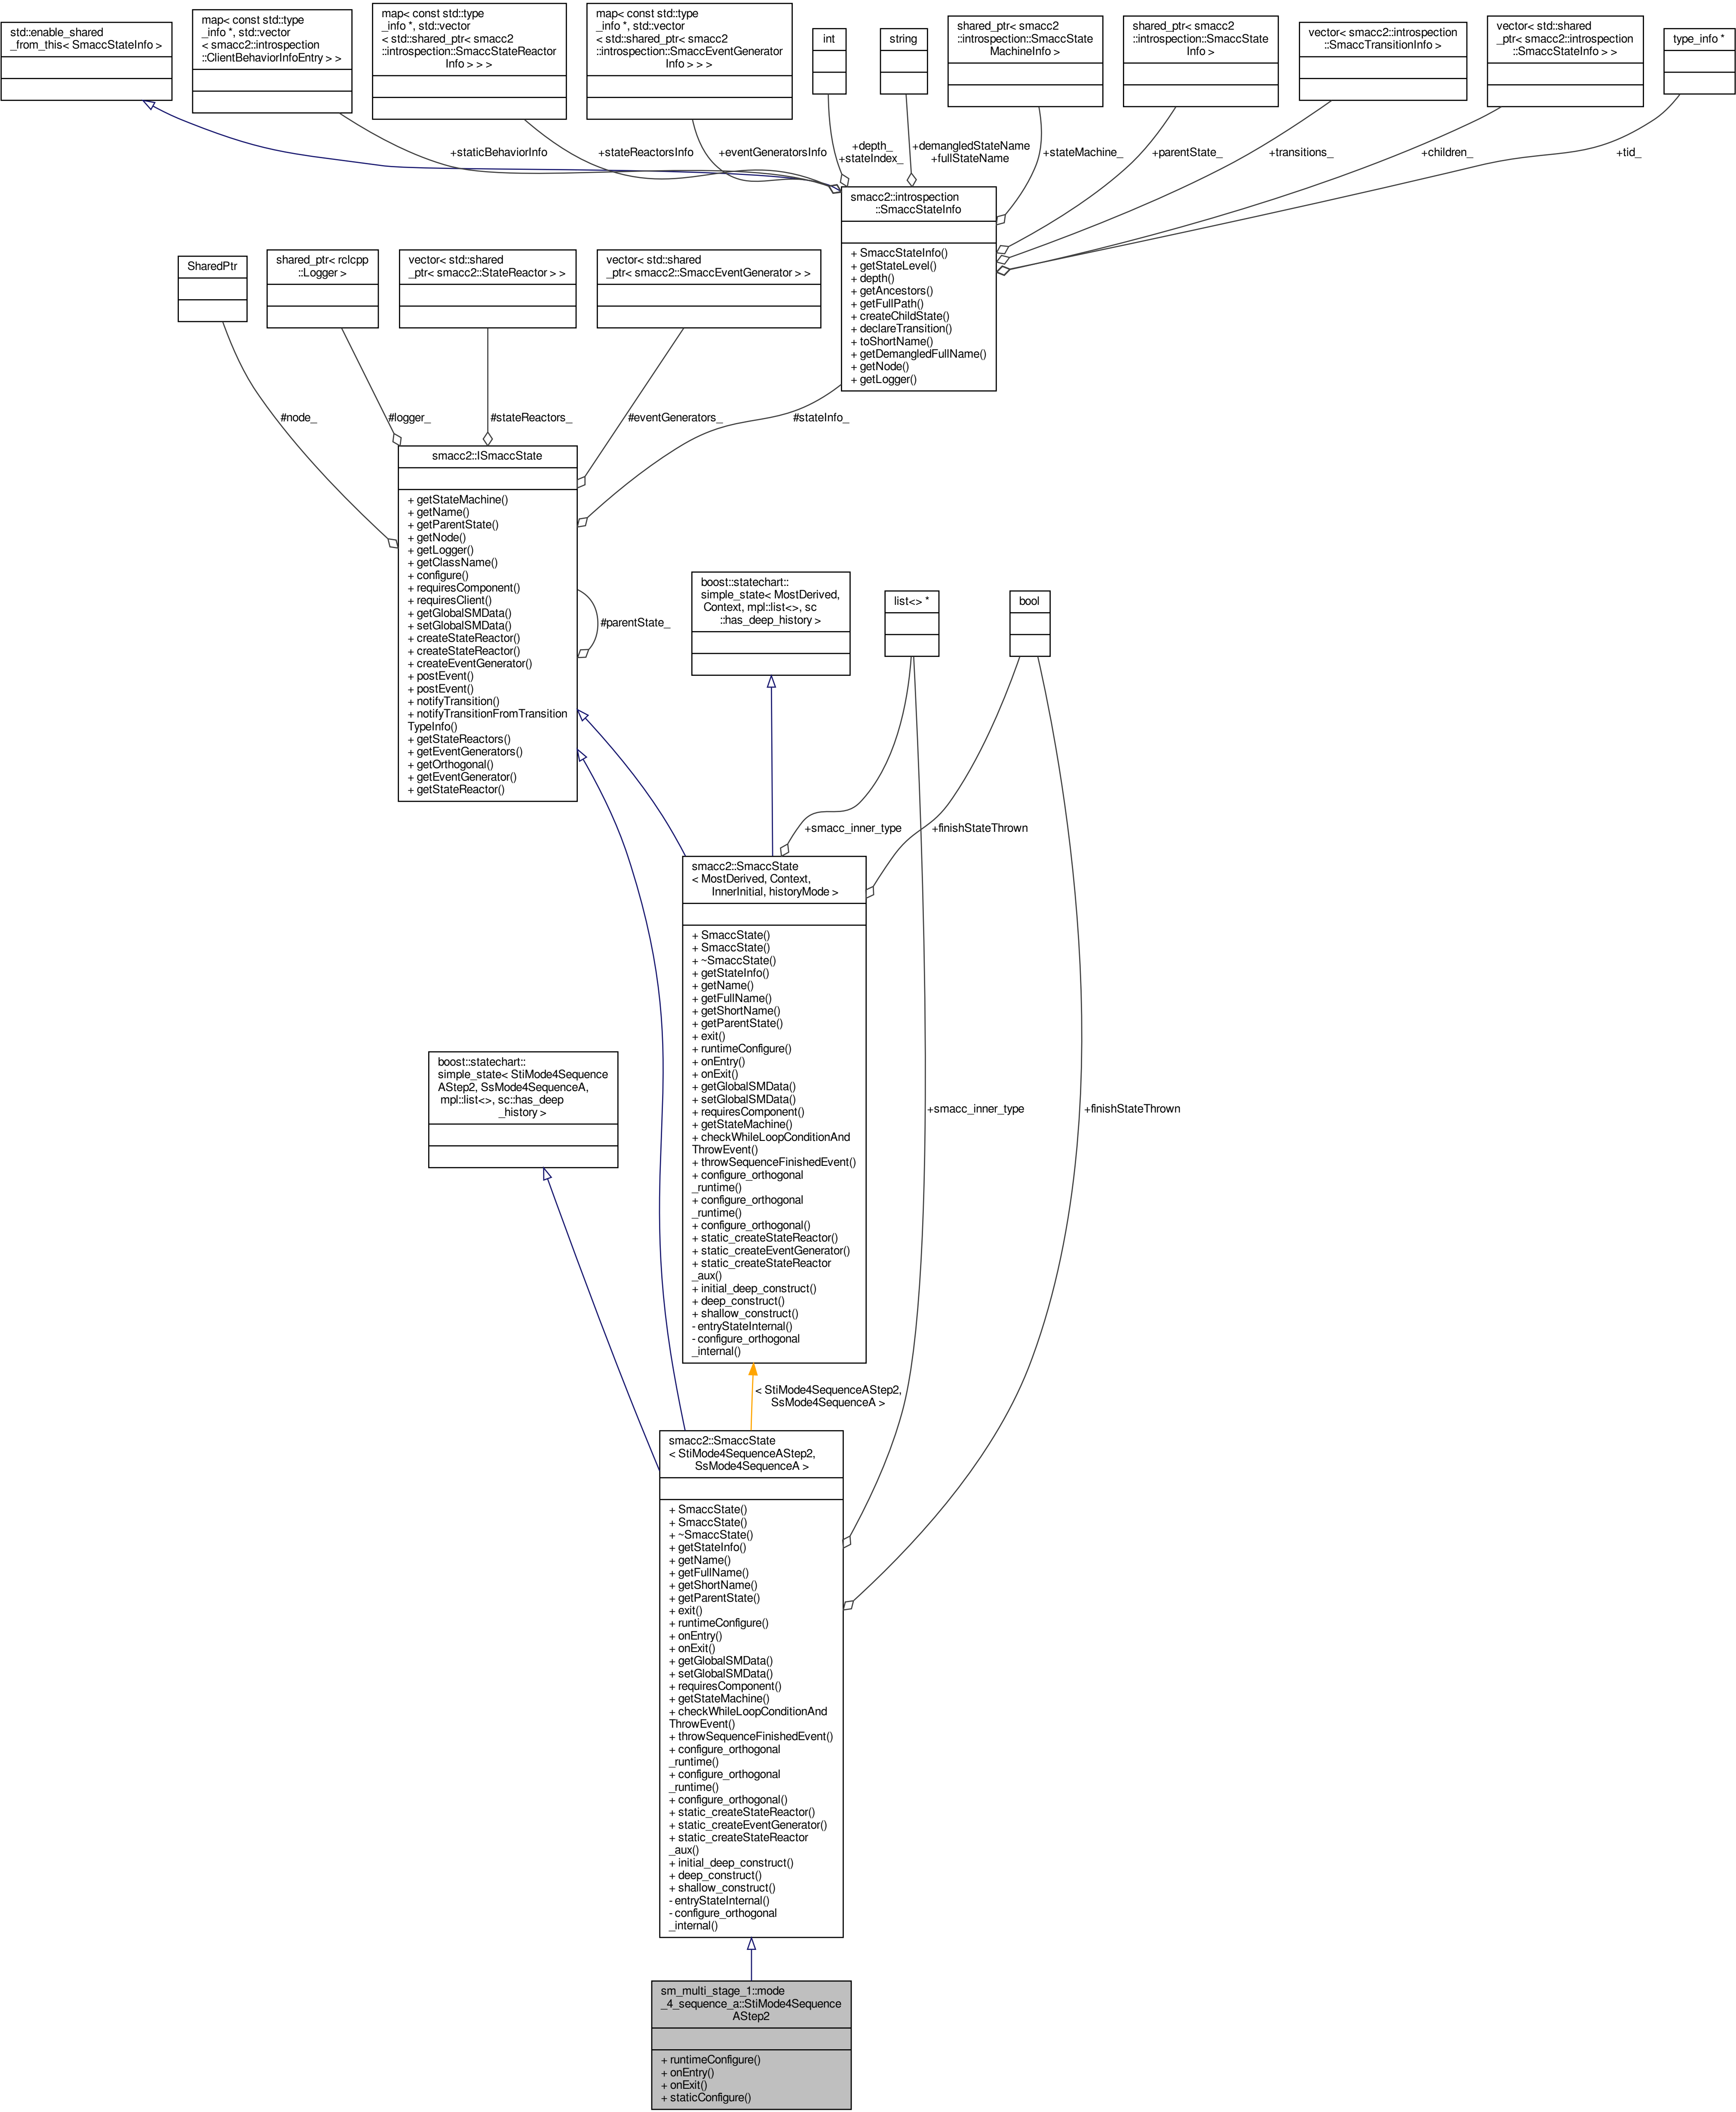 std::enable_shared
_from_this< SmaccStateInfo >
map< const std::type
_info *, std::vector
< smacc2::introspection
::ClientBehaviorInfoEntry > >
map< const std::type
_info *, std::vector
< std::shared_ptr< smacc2
::introspection::SmaccStateReactor
Info > > >
map< const std::type
_info *, std::vector
< std::shared_ptr< smacc2
::introspection::SmaccEventGenerator
Info > > >
int
string
shared_ptr< smacc2
::introspection::SmaccState
MachineInfo >
shared_ptr< smacc2
::introspection::SmaccState
Info >
vector< smacc2::introspection
::SmaccTransitionInfo >
vector< std::shared
_ptr< smacc2::introspection
::SmaccStateInfo > >
type_info *
+staticBehaviorInfo
+stateReactorsInfo
+eventGeneratorsInfo
+depth_
+stateIndex_
+demangledStateName
+fullStateName
+stateMachine_
+parentState_
+transitions_
+children_
+tid_
smacc2::introspection
::SmaccStateInfo
+ SmaccStateInfo()
+ getStateLevel()
+ depth()
+ getAncestors()
+ getFullPath()
+ createChildState()
+ declareTransition()
+ toShortName()
+ getDemangledFullName()
+ getNode()
+ getLogger()
SharedPtr
shared_ptr< rclcpp
::Logger >
vector< std::shared
_ptr< smacc2::StateReactor > >
vector< std::shared
_ptr< smacc2::SmaccEventGenerator > >
#node_
#logger_
#stateReactors_
#eventGenerators_
#stateInfo_
smacc2::ISmaccState
+ getStateMachine()
+ getName()
+ getParentState()
+ getNode()
+ getLogger()
+ getClassName()
+ configure()
+ requiresComponent()
+ requiresClient()
+ getGlobalSMData()
+ setGlobalSMData()
+ createStateReactor()
+ createStateReactor()
+ createEventGenerator()
+ postEvent()
+ postEvent()
+ notifyTransition()
+ notifyTransitionFromTransition
TypeInfo()
+ getStateReactors()
+ getEventGenerators()
+ getOrthogonal()
+ getEventGenerator()
+ getStateReactor()
#parentState_
boost::statechart::
simple_state< MostDerived,
Context, mpl::list<>, sc
::has_deep_history >
list<> *
bool
+smacc_inner_type
+finishStateThrown
smacc2::SmaccState
< MostDerived, Context,
InnerInitial, historyMode >
+ SmaccState()
+ SmaccState()
+ ~SmaccState()
+ getStateInfo()
+ getName()
+ getFullName()
+ getShortName()
+ getParentState()
+ exit()
+ runtimeConfigure()
+ onEntry()
+ onExit()
+ getGlobalSMData()
+ setGlobalSMData()
+ requiresComponent()
+ getStateMachine()
+ checkWhileLoopConditionAnd
ThrowEvent()
+ throwSequenceFinishedEvent()
+ configure_orthogonal
_runtime()
+ configure_orthogonal
_runtime()
+ configure_orthogonal()
+ static_createStateReactor()
+ static_createEventGenerator()
+ static_createStateReactor
_aux()
+ initial_deep_construct()
+ deep_construct()
+ shallow_construct()
- entryStateInternal()
- configure_orthogonal
_internal()
boost::statechart::
simple_state< StiMode4Sequence
AStep2, SsMode4SequenceA,
mpl::list<>, sc::has_deep
_history >
+smacc_inner_type
+finishStateThrown
< StiMode4SequenceAStep2,
SsMode4SequenceA >
smacc2::SmaccState
< StiMode4SequenceAStep2,
SsMode4SequenceA >
+ SmaccState()
+ SmaccState()
+ ~SmaccState()
+ getStateInfo()
+ getName()
+ getFullName()
+ getShortName()
+ getParentState()
+ exit()
+ runtimeConfigure()
+ onEntry()
+ onExit()
+ getGlobalSMData()
+ setGlobalSMData()
+ requiresComponent()
+ getStateMachine()
+ checkWhileLoopConditionAnd
ThrowEvent()
+ throwSequenceFinishedEvent()
+ configure_orthogonal
_runtime()
+ configure_orthogonal
_runtime()
+ configure_orthogonal()
+ static_createStateReactor()
+ static_createEventGenerator()
+ static_createStateReactor
_aux()
+ initial_deep_construct()
+ deep_construct()
+ shallow_construct()
- entryStateInternal()
- configure_orthogonal
_internal()
sm_multi_stage_1::mode
_4_sequence_a::StiMode4Sequence
AStep2
+ runtimeConfigure()
+ onEntry()
+ onExit()
+ staticConfigure()